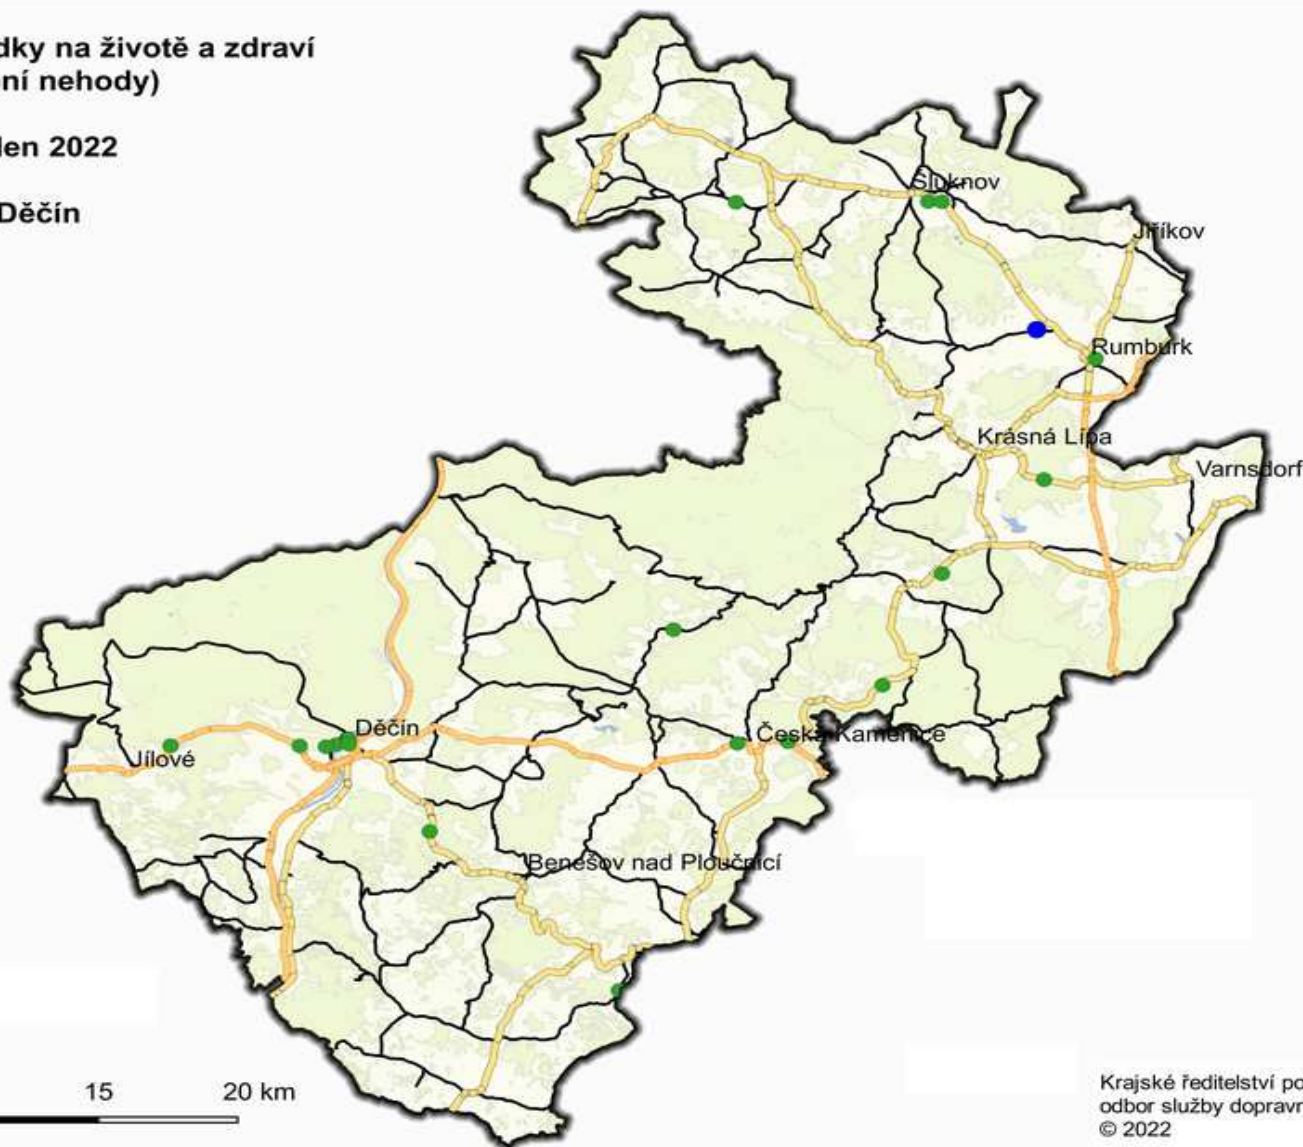 dky na životě a zdraví
ní nehody)
len 2022
Děčín
Šluknov
Jiříkov
Rumburk
Krásná Lípa
Varnsdorf
Děčín
Česká Kamenice
Jílové
Benešov nad Ploučnicí
15 20 km
Krajské ředitelství po
odbor služby dopravn
© 2022